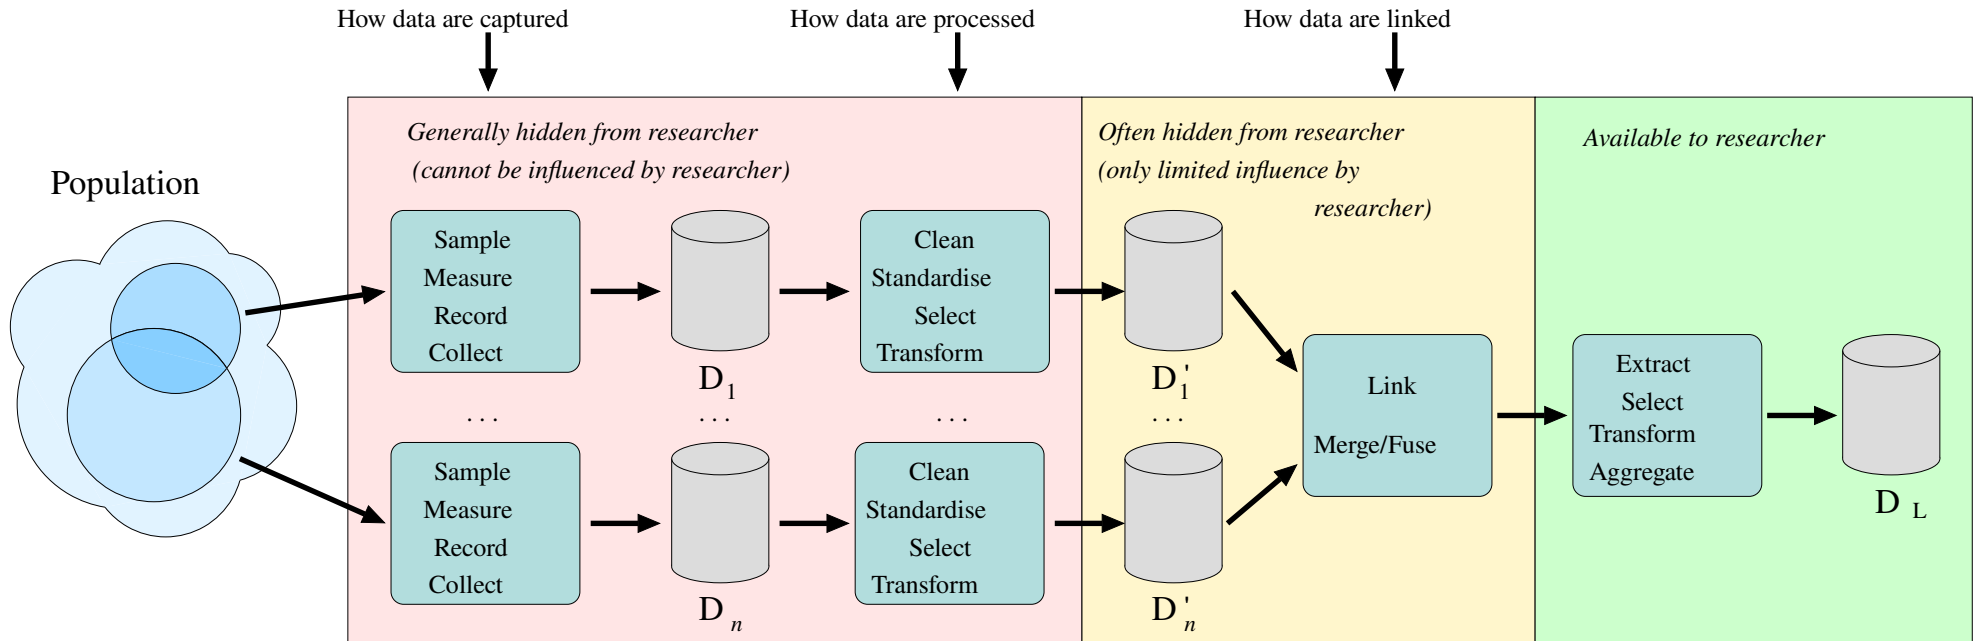 How data are captured
How data are processed
How data are linked
Generally hidden from researcher
(cannot be influenced by researcher)
Often hidden from researcher
(only limited influence by
researcher)
Available to researcher
Population
Sample
Measure
Record
Collect
D1
Clean
Standardise
Select
Transform
D1'
. . .
. . .
. . .
. . .
Sample
Measure
Record
Collect
Dn
Clean
Standardise
Select
Transform
Dn'
Link
Merge/Fuse
Extract
Select
Transform
Aggregate
DL